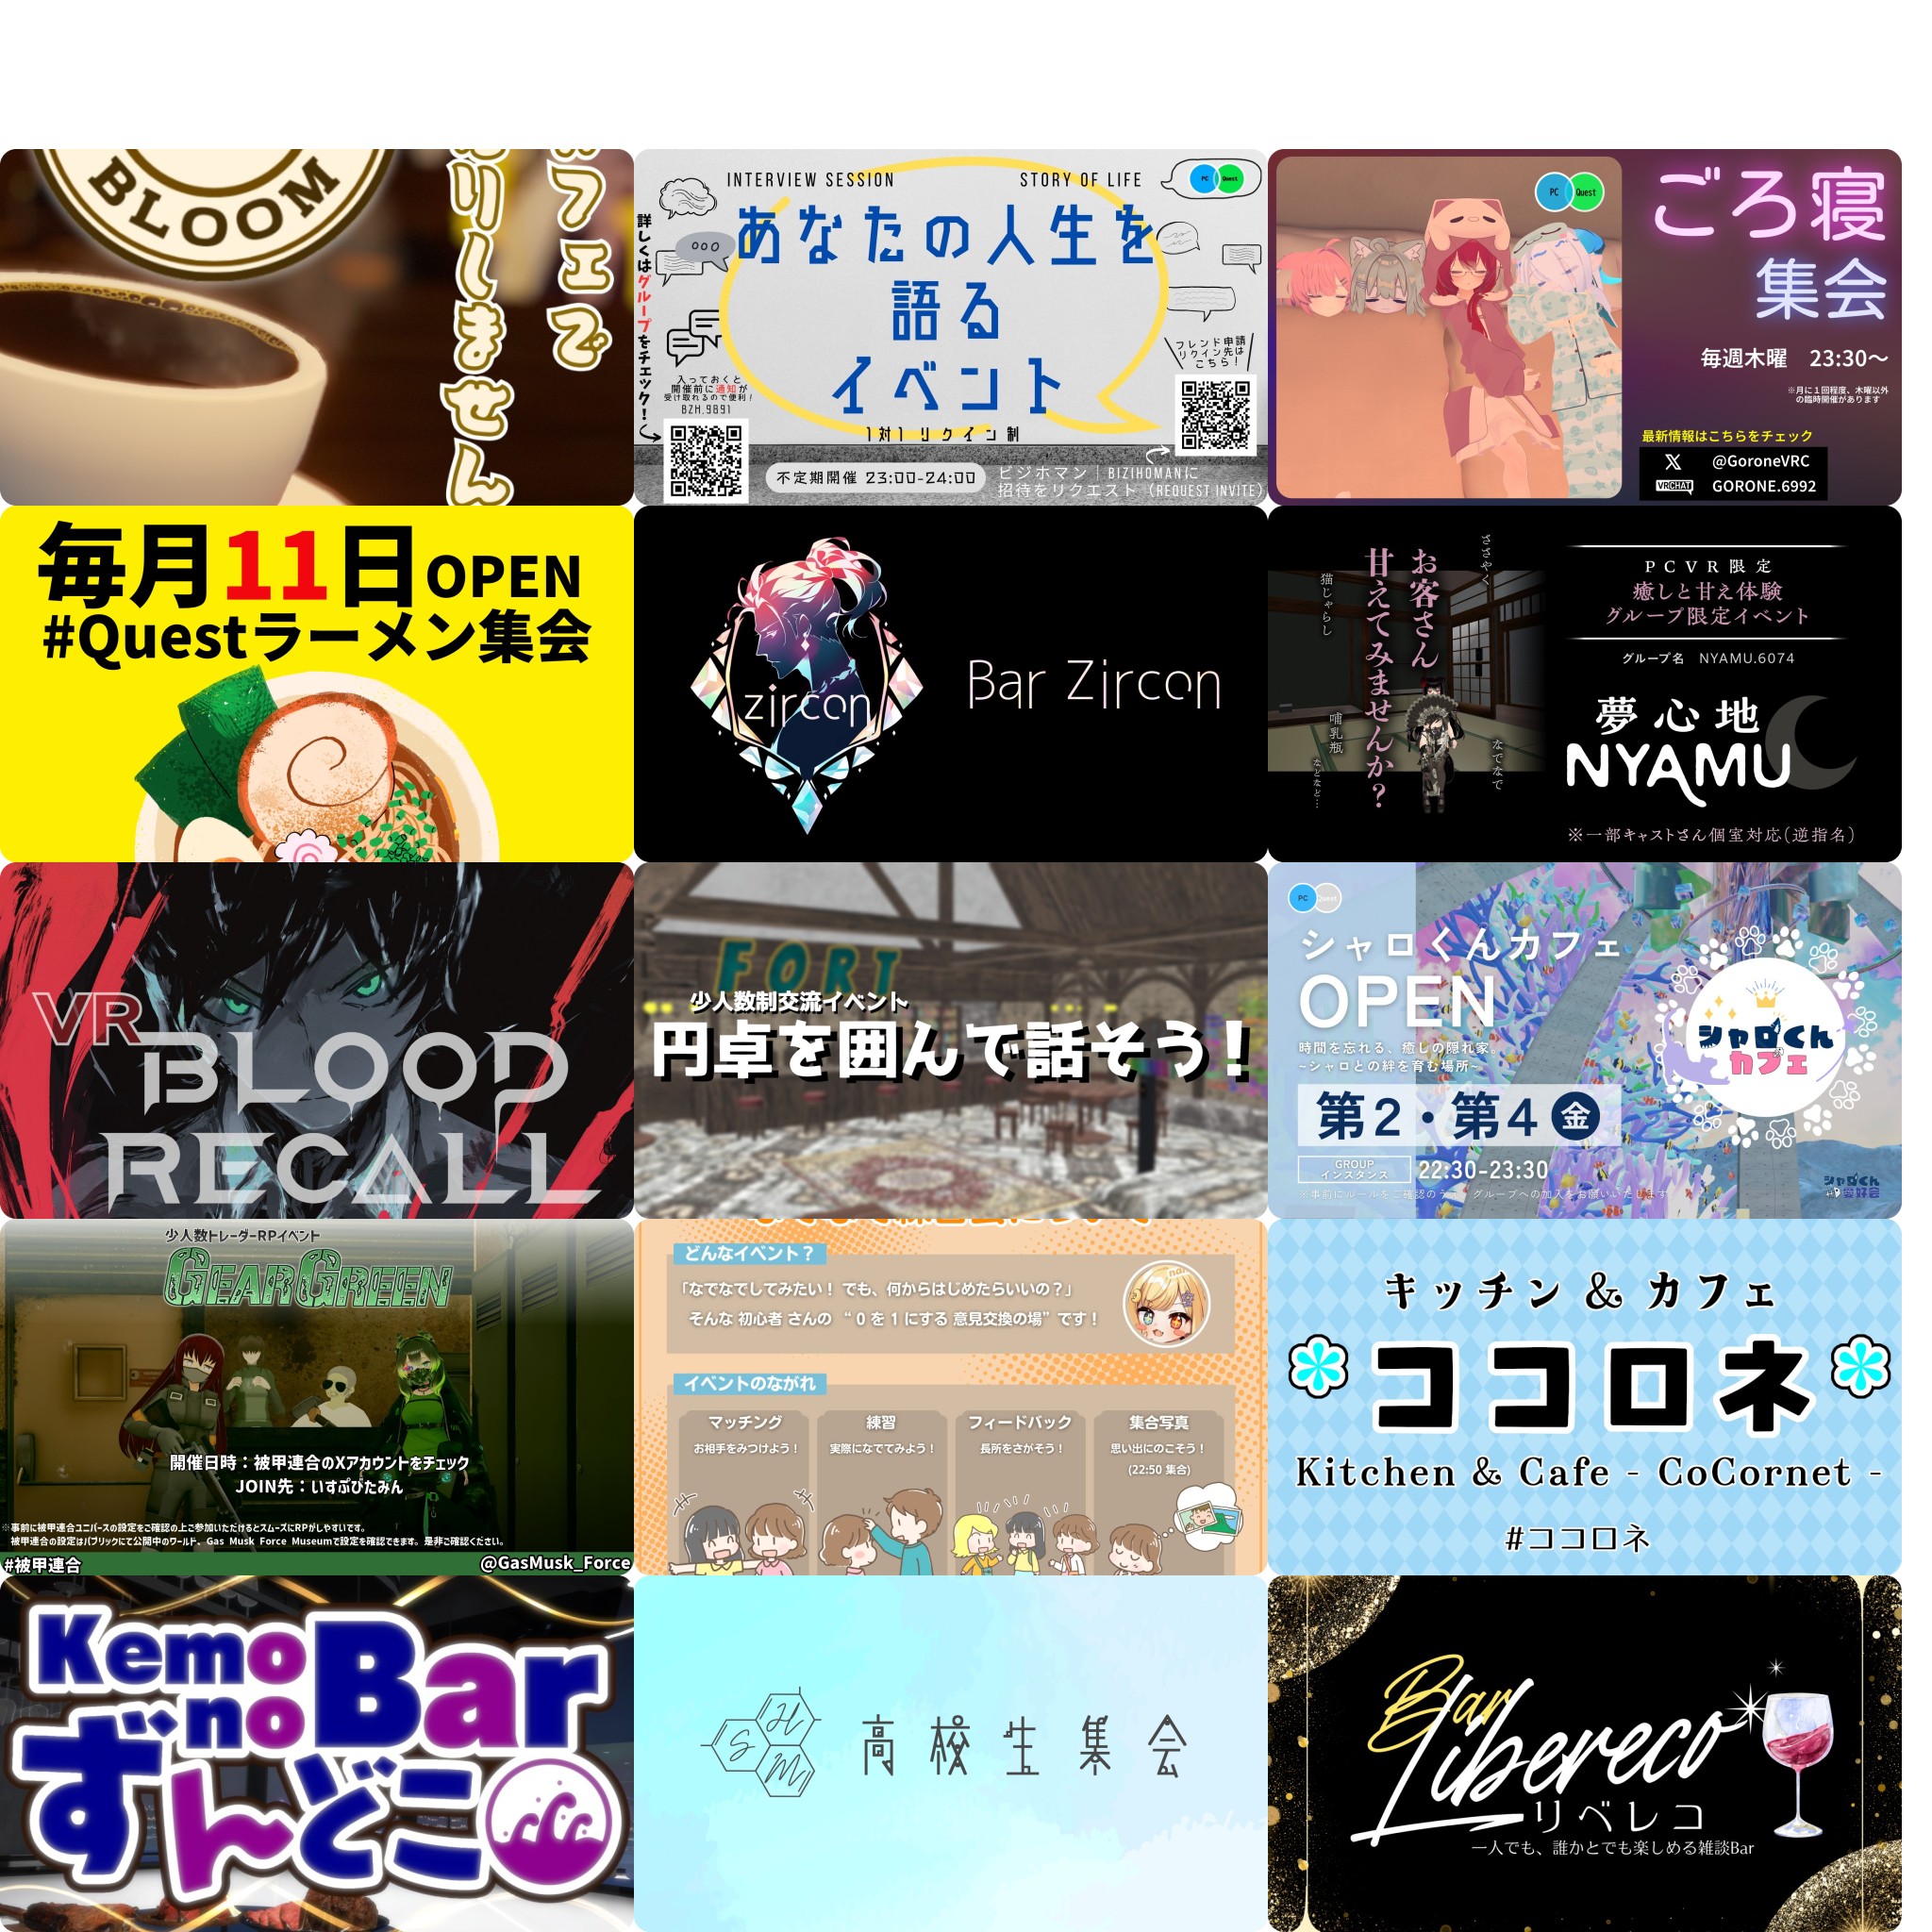 BLOOM
フェで
りしません
INTERVIEW SESSION
STORY OF LIFE
PC
Quest
あなたの人生を
語る
イベント
1対1 リクイン制
詳しくはグループをチェック！
入っておくと
開催前に通知が
受け取れるので便利！
BZH.9891
フレンド申請
リクイン先は
こちら！
不定期開催 23:00-24:00
ビジホマン｜BIZIHOMANに
招待をリクエスト（REQUEST INVITE）
PC
Quest
ごろ寝
集会
毎週木曜 23:30～
※月に１回程度、木曜以外
の臨時開催があります
最新情報はこちらをチェック
@GoroneVRC
VRCHAT
GORONE.6992
毎月11日OPEN
#Questラーメン集会
zircon
Bar Zircon
お客さん
甘えてみませんか？
ささやく
猫じゃらし
哺乳瓶
なでなで
などなど…
PCVR限定
癒しと甘え体験
グループ限定イベント
グループ名 NYAMU.6074
夢心地
NYAMU
※一部キャストさん個室対応(逆指名)
VR
BLOOD
RECALL
FORT
少人数制交流イベント
円卓を囲んで話そう！
PC
Quest
シャロくんカフェ
OPEN
時間を忘れる、癒しの隠れ家。
~シャロとの絆を育む場所~
第2・第4 金
GROUP
インスタンス
22:30-23:30
※事前にルールをご確認のうえ、グループへの加入をお願いいたします
シャロくん
カフェ
シャロくん
愛好会
少人数トレーダーRPイベント
GEARGREEN
開催日時：被甲連合のXアカウントをチェック
JOIN先：いすぷびたみん
※事前に被甲連合ユニバースの設定をご確認の上ご参加いただけるとスムーズにRPがしやすいです。
被甲連合の設定はパブリックにて公開中のワールド、Gas Musk Force Museumで設定を確認できます。是非ご確認ください。
#被甲連合
@GasMusk_Force
どんなイベント？
「なでなでしてみたい！ でも、何からはじめたらいいの？」
そんな 初心者 さんの “ 0 を 1 にする 意見交換の場” です！
イベントのながれ
マッチング
お相手をみつけよう！
練習
実際になでてみよう！
フィードバック
長所をさがそう！
集合写真
思い出にのこそう！
(22:50 集合)
キッチン & カフェ
ココロネ
Kitchen & Cafe - CoCornet -
#ココロネ
Kemono Bar
ずんどこ
HSM
高校生集会
Bar
Libereco
リベレコ
一人でも、誰かとでも楽しめる雑談Bar